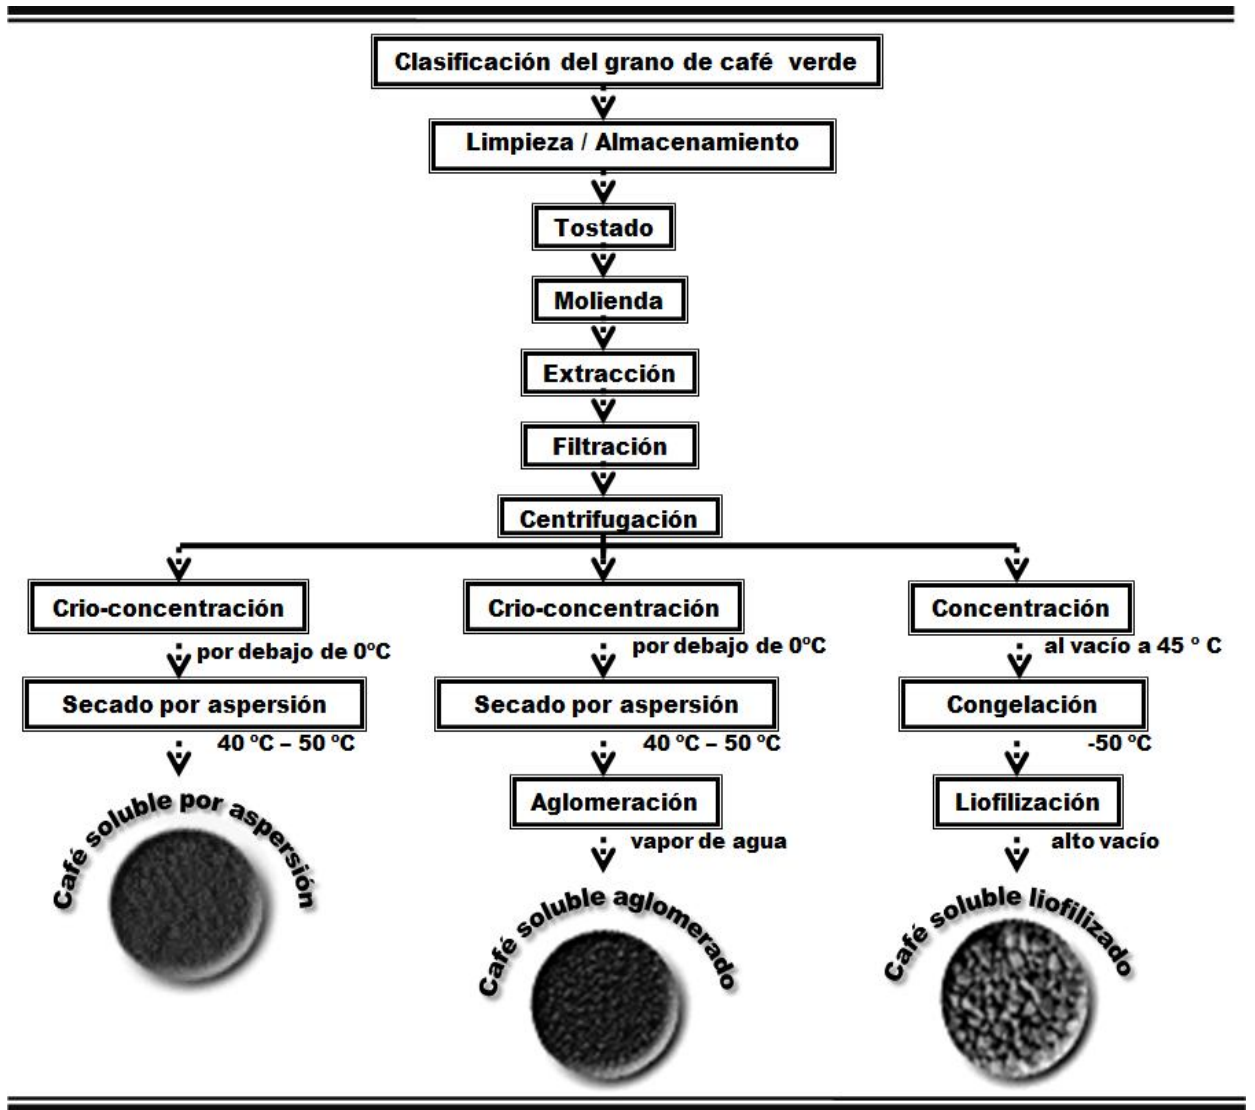 Clasificación del grano de café verde
Limpieza / Almacenamiento
Tostado
Molienda
Extracción
Filtración
Centrifugación
Crio-concentración
por debajo de 0ºC
Secado por aspersión
40 ºC – 50 ºC
Café soluble por aspersión
Crio-concentración
por debajo de 0ºC
Secado por aspersión
40 ºC – 50 ºC
Aglomeración
vapor de agua
Café soluble aglomerado
Concentración
al vacío a 45 º C
Congelación
-50 ºC
Liofilización
alto vacío
Café soluble liofilizado